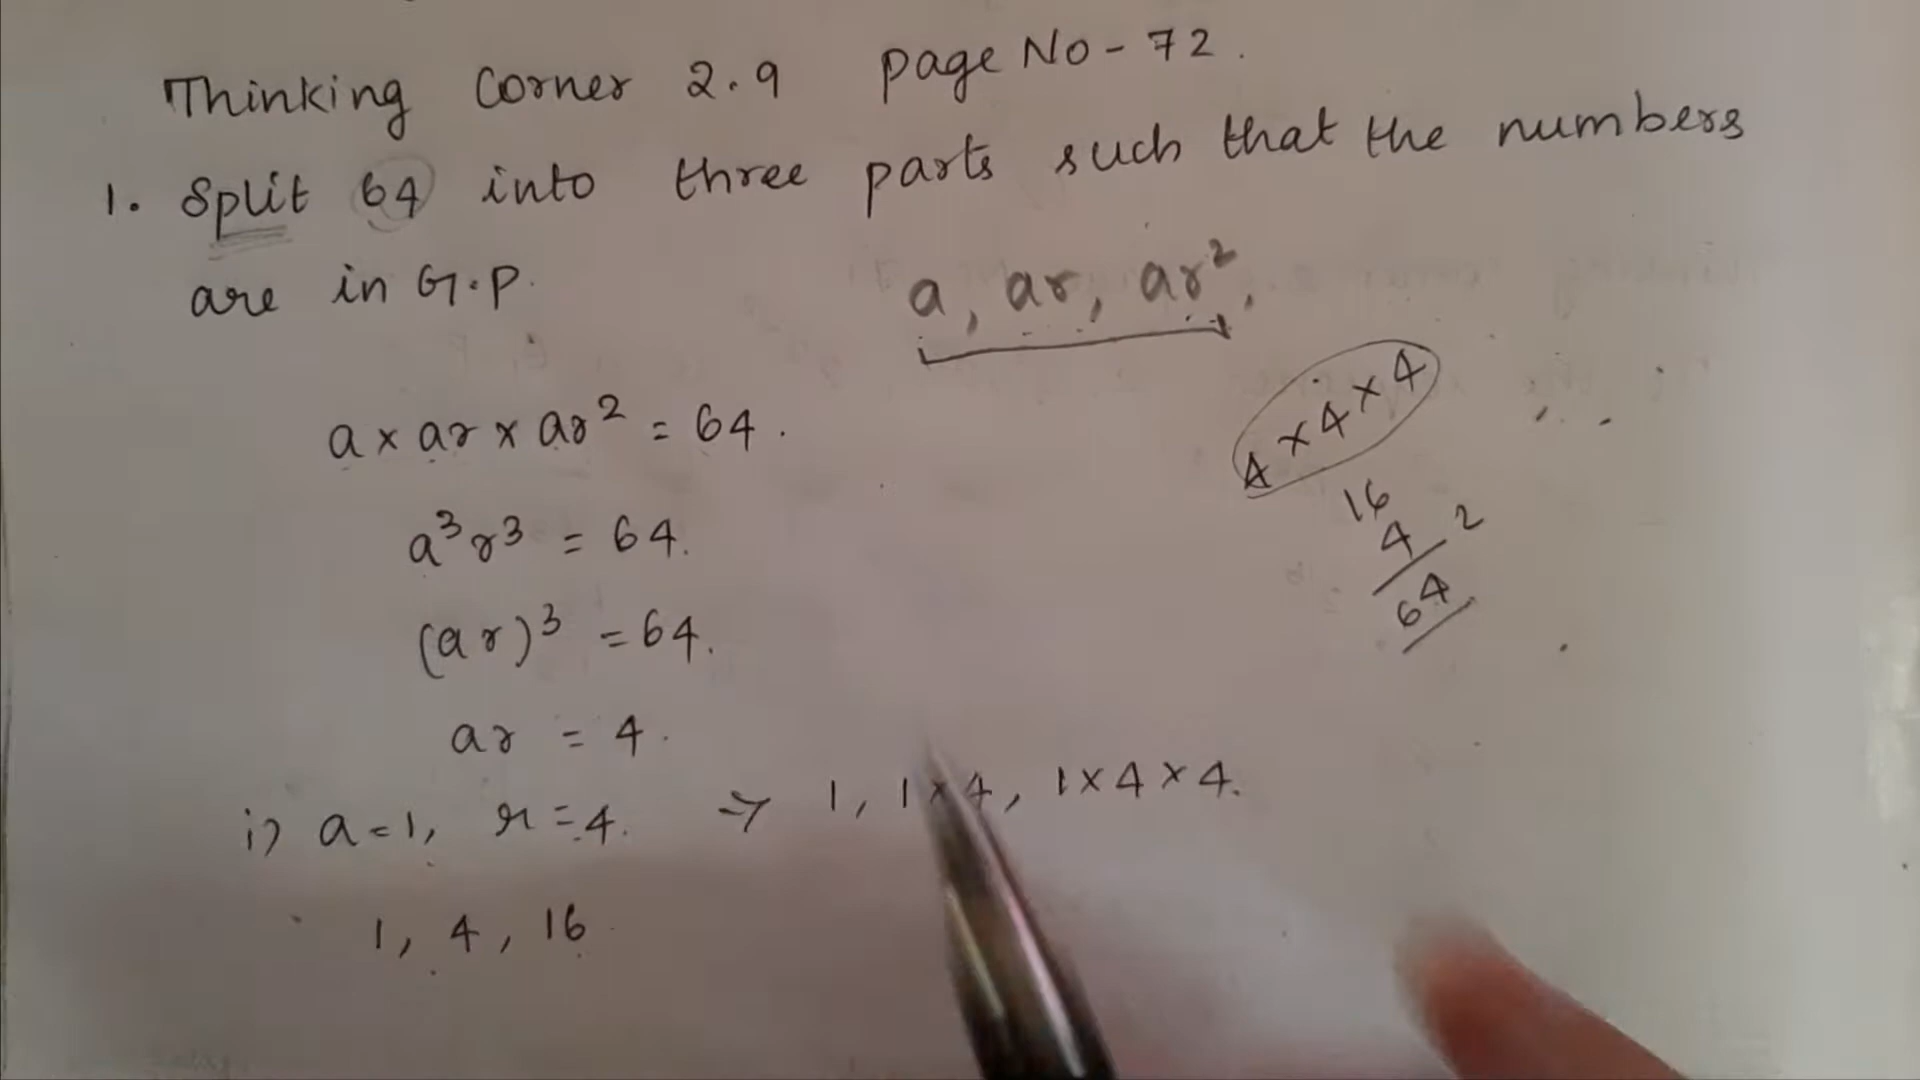 Thinking Corner 2.9 page No - 72.
1. Split 64 into three parts such that the numbers
are in G.P.
a, ar, ar²,
a × ar × ar² = 64.
4 × 4 × 4
a³r³ = 64.
16
4 2
64
(ar)³ = 64.
ar = 4.
i) a = 1, r = 4. ⇒ 1, 1 × 4, 1 × 4 × 4.
1, 4, 16